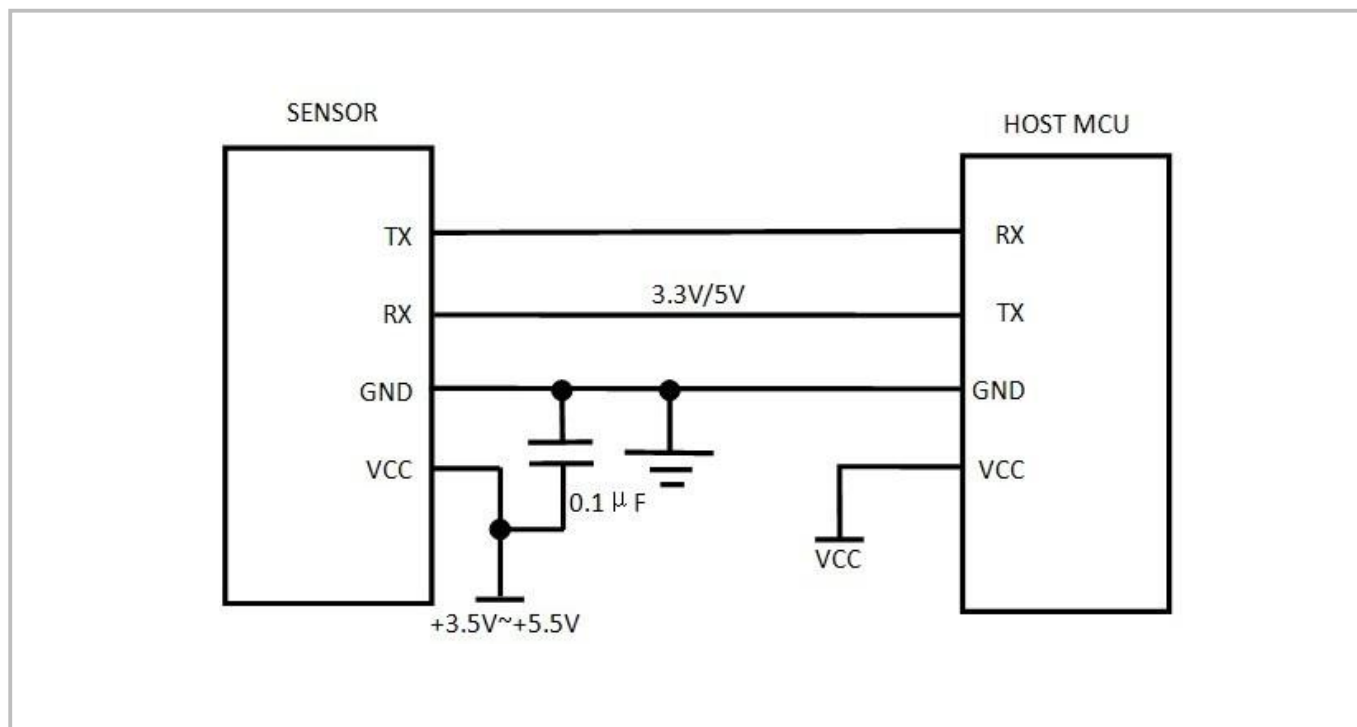 SENSOR
HOST MCU
TX
RX
3.3V/5V
RX
TX
GND
GND
VCC
VCC
0.1 μ F
VCC
+3.5V~+5.5V